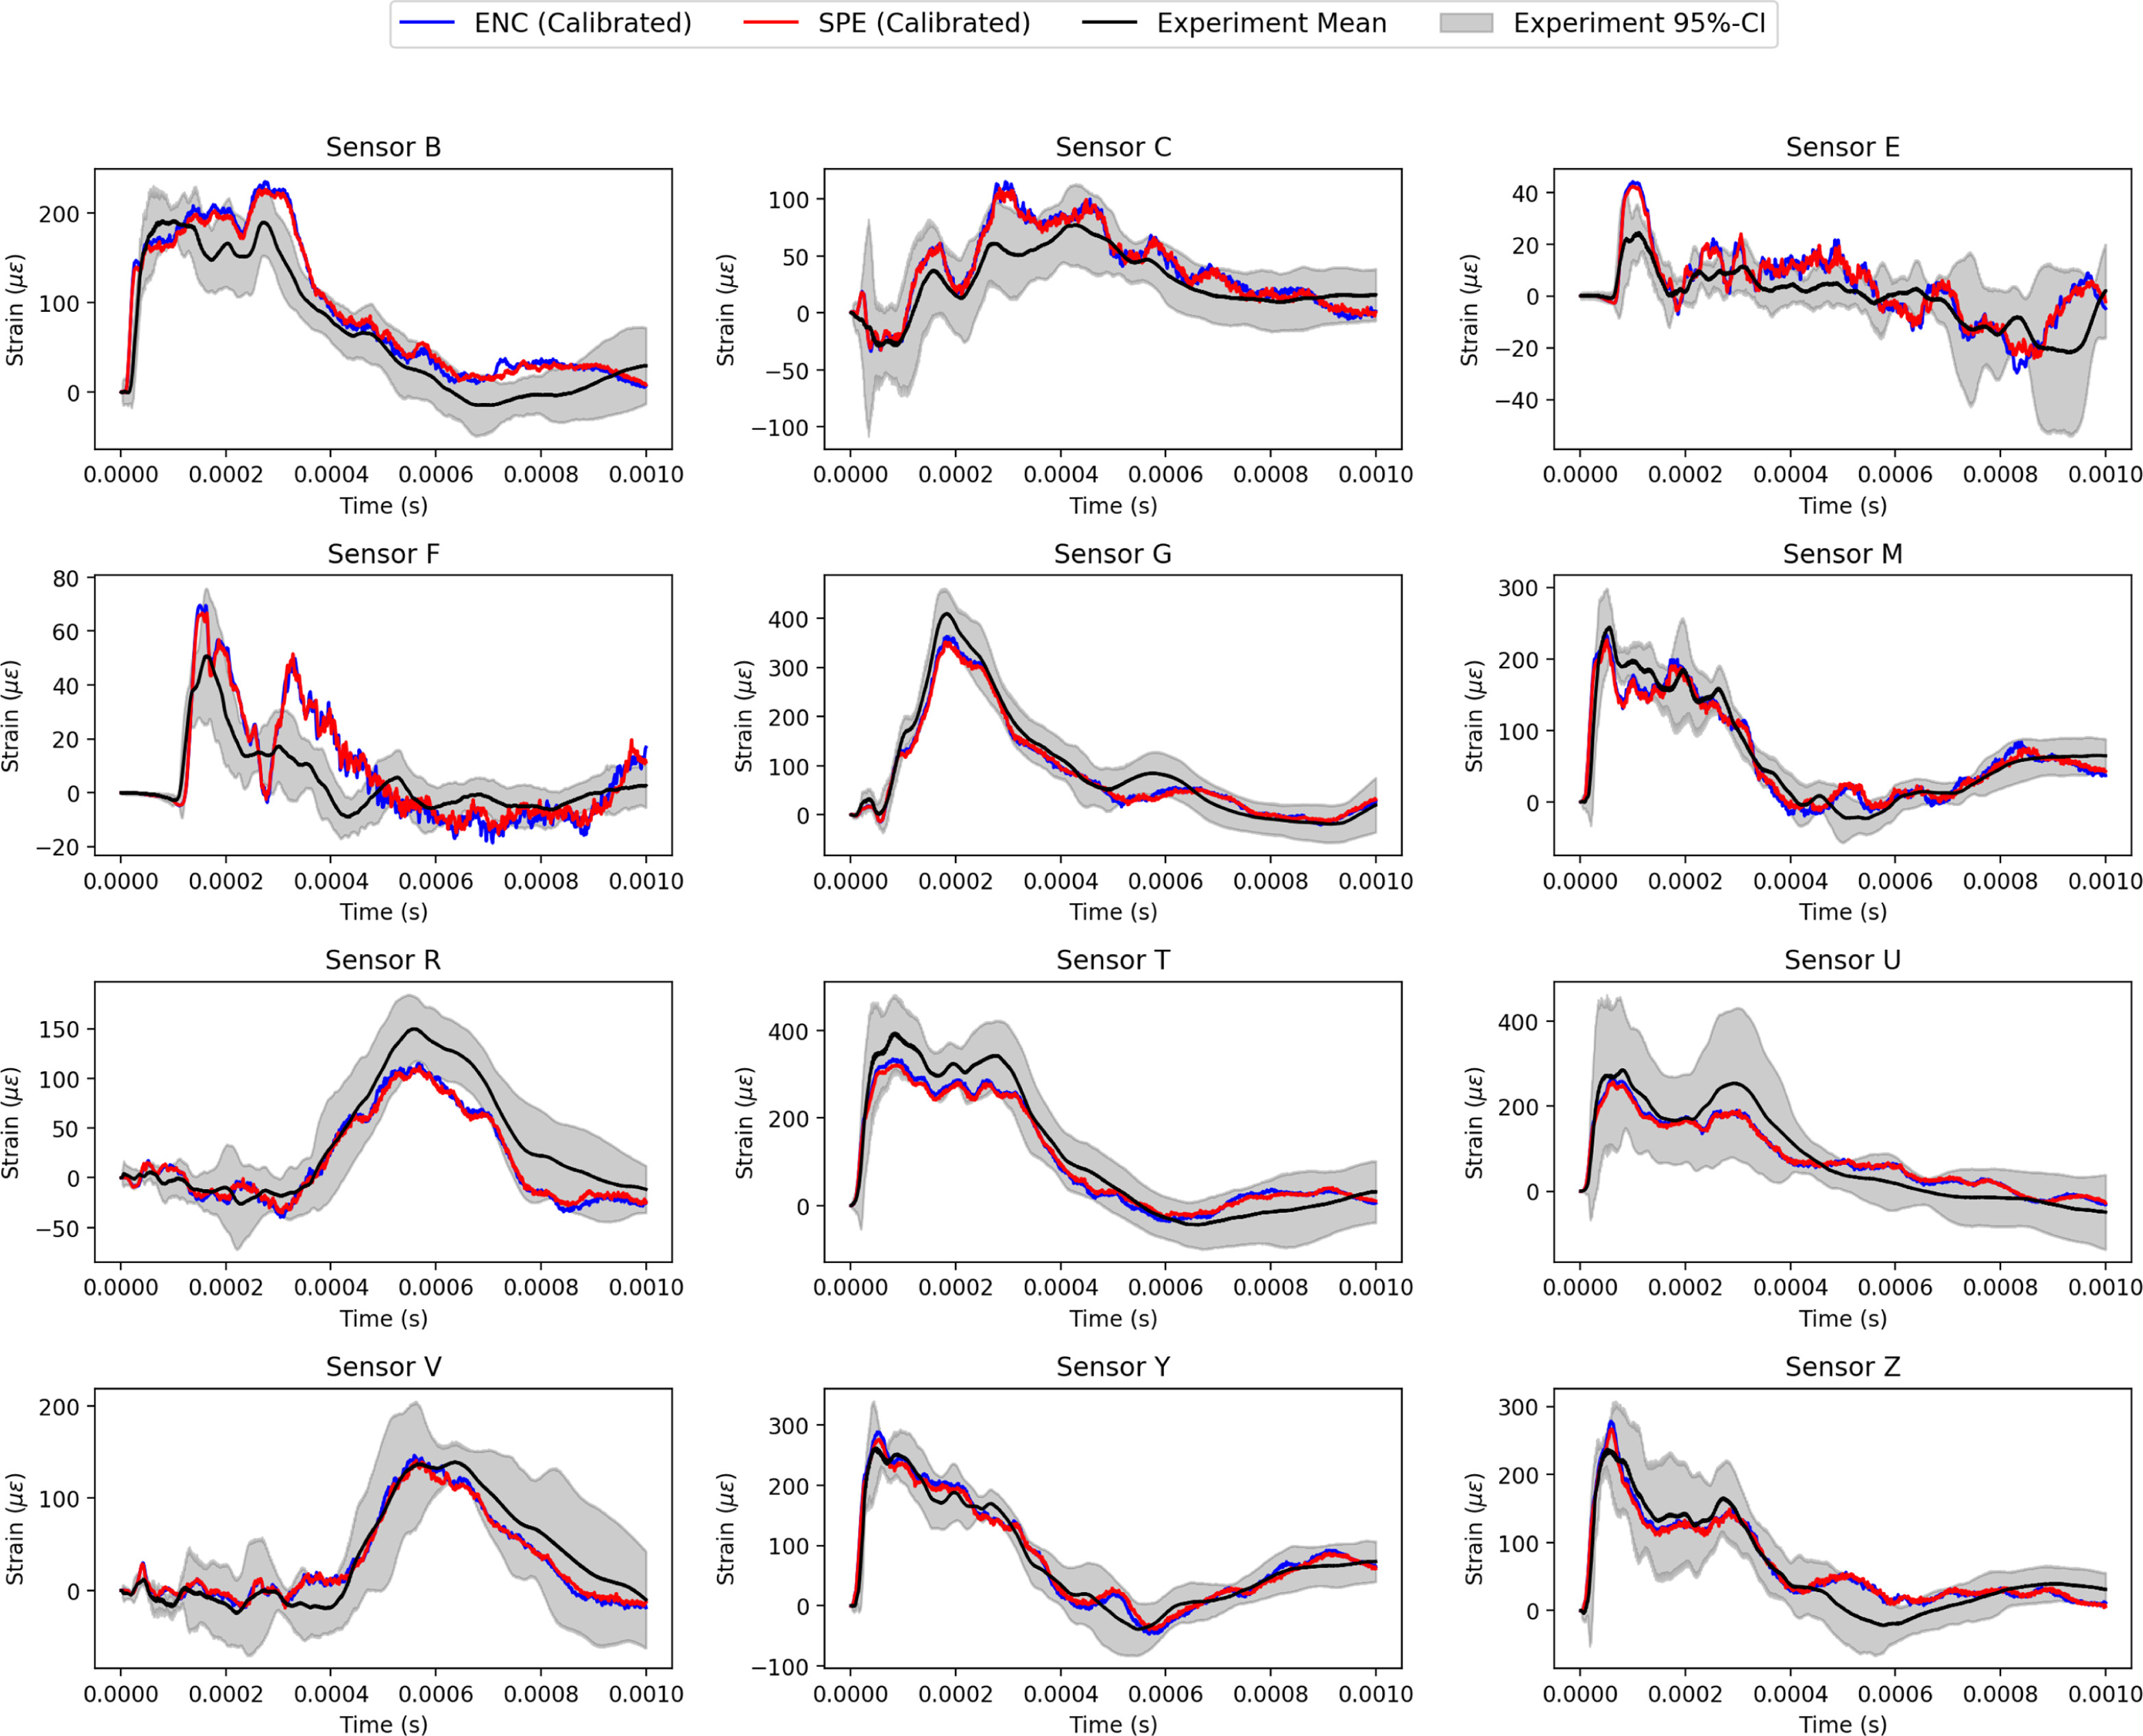 ENC (Calibrated) SPE (Calibrated) Experiment Mean Experiment 95%-CI
Sensor B
Strain (με)
200
100
0
0.0000 0.0002 0.0004 0.0006 0.0008 0.0010
Time (s)
Sensor C
Strain (με)
100
50
0
−50
−100
0.0000 0.0002 0.0004 0.0006 0.0008 0.0010
Time (s)
Sensor E
Strain (με)
40
20
0
−20
−40
0.0000 0.0002 0.0004 0.0006 0.0008 0.0010
Time (s)
Sensor F
Strain (με)
80
60
40
20
0
−20
0.0000 0.0002 0.0004 0.0006 0.0008 0.0010
Time (s)
Sensor G
Strain (με)
400
300
200
100
0
0.0000 0.0002 0.0004 0.0006 0.0008 0.0010
Time (s)
Sensor M
Strain (με)
300
200
100
0
0.0000 0.0002 0.0004 0.0006 0.0008 0.0010
Time (s)
Sensor R
Strain (με)
150
100
50
0
−50
0.0000 0.0002 0.0004 0.0006 0.0008 0.0010
Time (s)
Sensor T
Strain (με)
400
200
0
0.0000 0.0002 0.0004 0.0006 0.0008 0.0010
Time (s)
Sensor U
Strain (με)
400
200
0
0.0000 0.0002 0.0004 0.0006 0.0008 0.0010
Time (s)
Sensor V
Strain (με)
200
100
0
0.0000 0.0002 0.0004 0.0006 0.0008 0.0010
Time (s)
Sensor Y
Strain (με)
300
200
100
0
−100
0.0000 0.0002 0.0004 0.0006 0.0008 0.0010
Time (s)
Sensor Z
Strain (με)
300
200
100
0
0.0000 0.0002 0.0004 0.0006 0.0008 0.0010
Time (s)